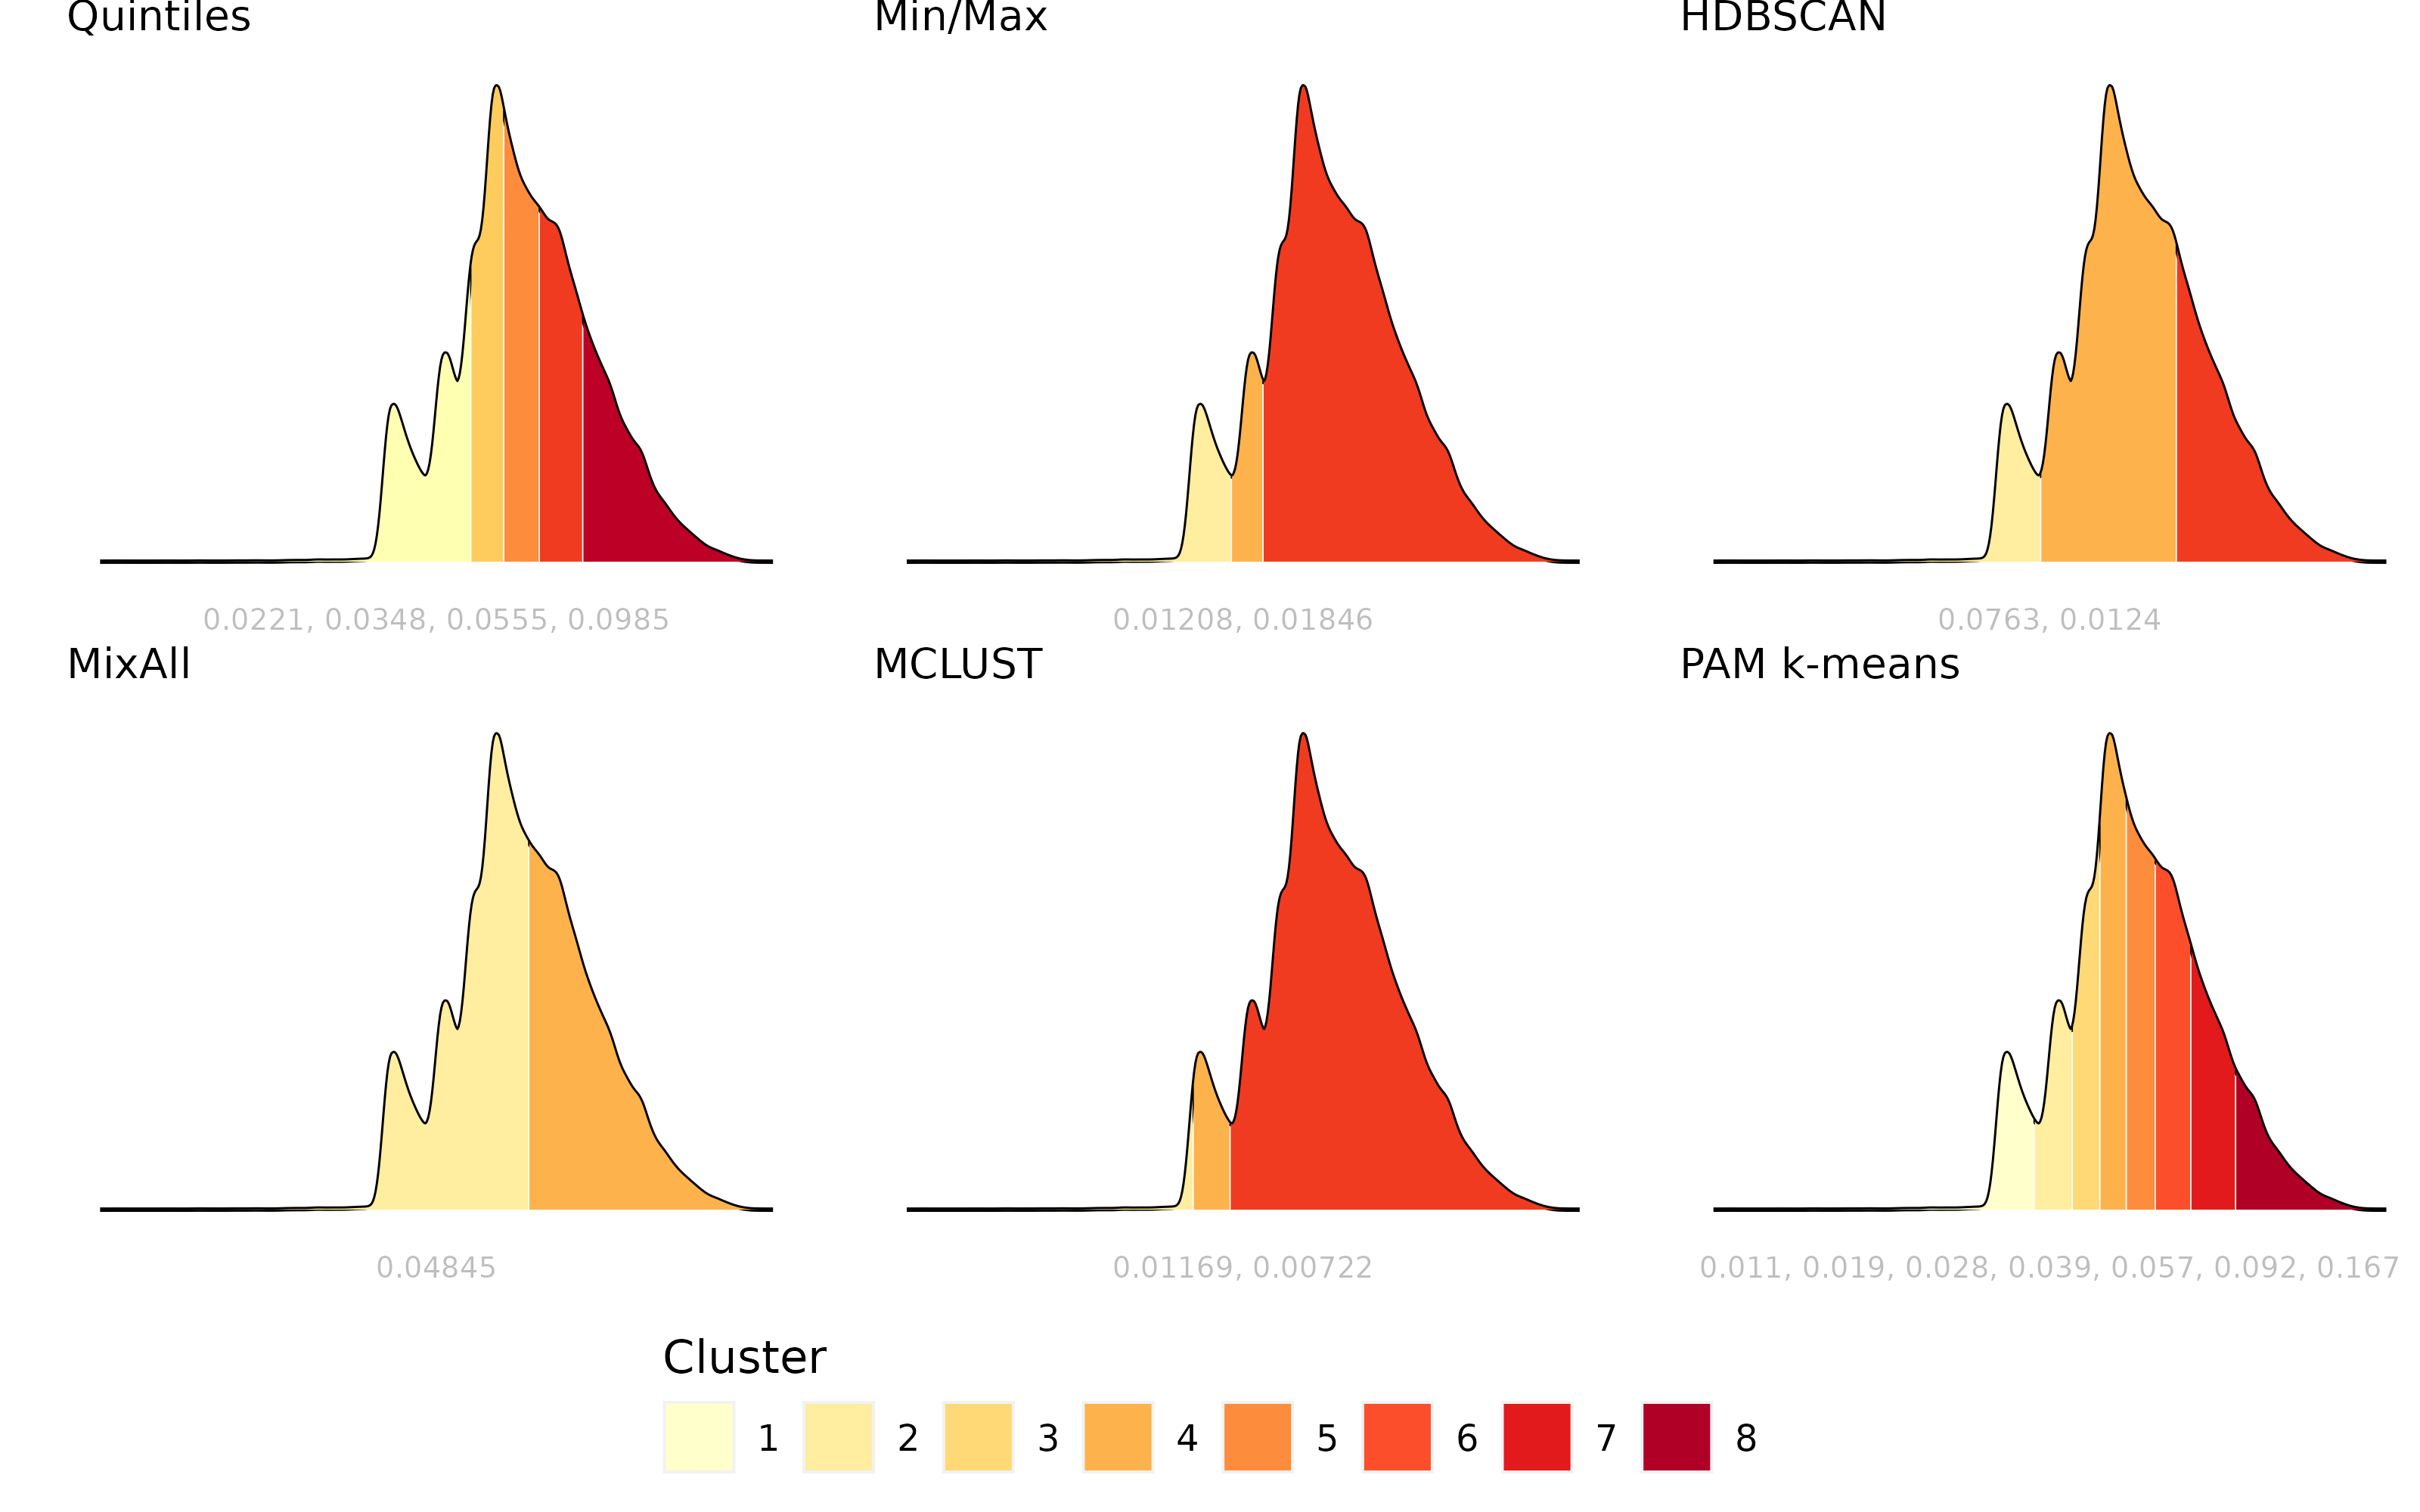 Quintiles
Min/Max
HDBSCAN
0.0221, 0.0348, 0.0555, 0.0985
0.01208, 0.01846
0.0763, 0.0124
MixAll
MCLUST
PAM k-means
0.04845
0.01169, 0.00722
0.011, 0.019, 0.028, 0.039, 0.057, 0.092, 0.167
Cluster
1 2 3 4 5 6 7 8